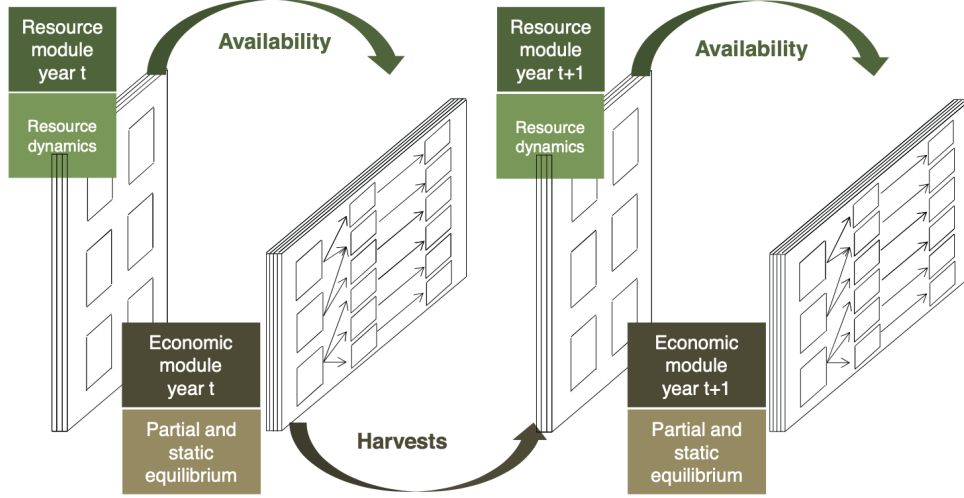 Resource
module
year t
Resource
dynamics
Availability
Economic
module
year t
Partial and
static
equilibrium
Harvests
Resource
module
year t+1
Resource
dynamics
Availability
Economic
module
year t+1
Partial and
static
equilibrium